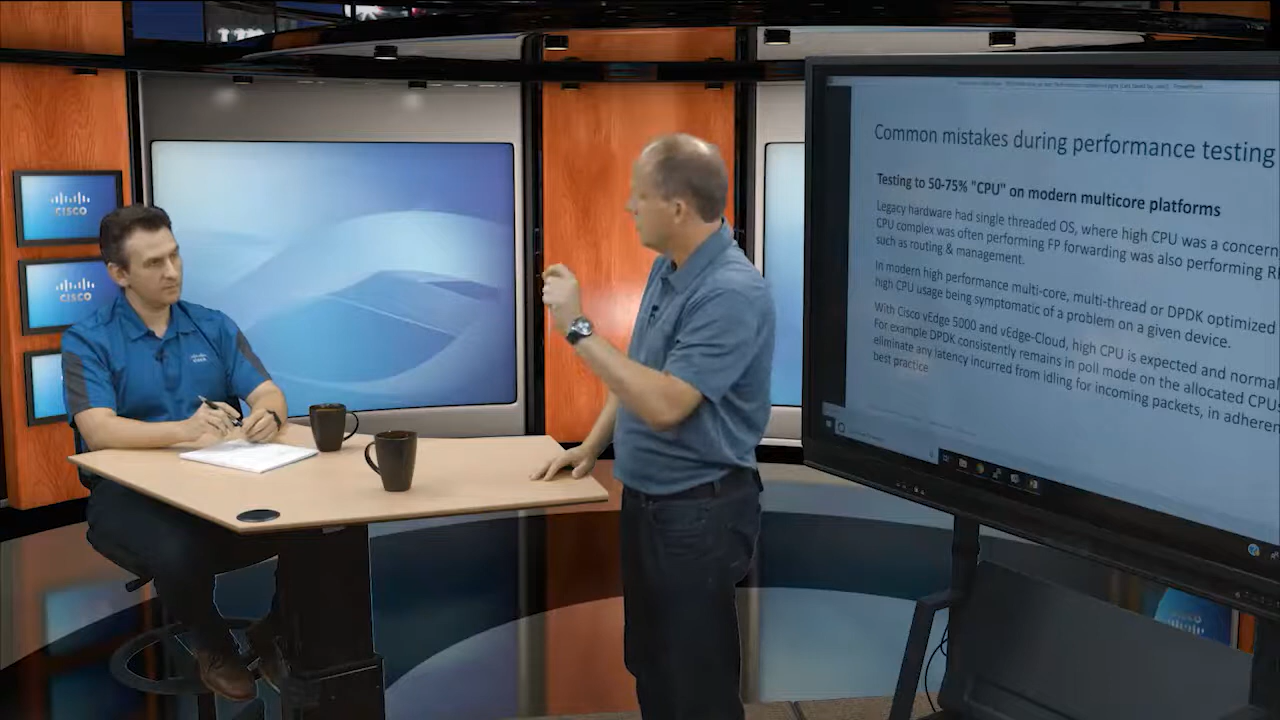 CISCO
CISCO
CISCO
Common mistakes during performance testing
Testing to 50-75% "CPU" on modern multicore platforms
Legacy hardware had single threaded OS, where high CPU was a concern
CPU complex was often performing FP forwarding was also performing
such as routing & management.
In modern high performance multi-core, multi-thread or DPDK optimized
high CPU usage being symptomatic of a problem on a given device.
With Cisco vEdge 5000 and vEdge-Cloud, high CPU is expected and normal
For example DPDK consistently remains in poll mode on the allocated CPUs
eliminate any latency incurred from idling for incoming packets, in adheren
best practice